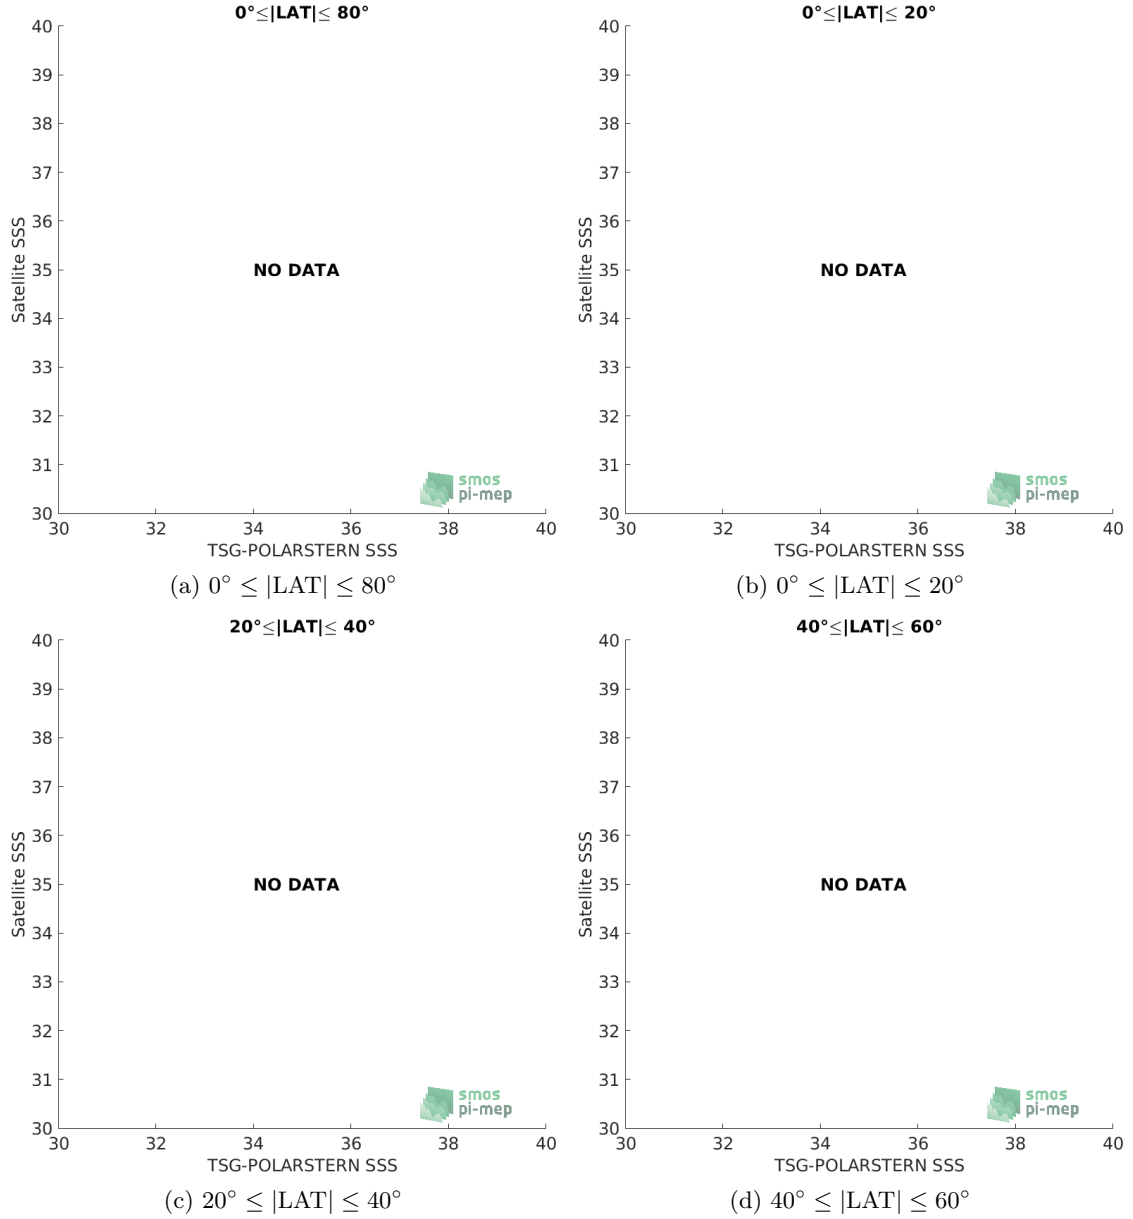 0°≤|LAT|≤ 80°
40
39
38
37
36
35
34
33
32
31
30
Satellite SSS
NO DATA
smos
pi-mep
30 32 34 36 38 40
TSG-POLARSTERN SSS
(a) 0° ≤ |LAT| ≤ 80°
0°≤|LAT|≤ 20°
40
39
38
37
36
35
34
33
32
31
30
Satellite SSS
NO DATA
smos
pi-mep
30 32 34 36 38 40
TSG-POLARSTERN SSS
(b) 0° ≤ |LAT| ≤ 20°
20°≤|LAT|≤ 40°
40
39
38
37
36
35
34
33
32
31
30
Satellite SSS
NO DATA
smos
pi-mep
30 32 34 36 38 40
TSG-POLARSTERN SSS
(c) 20° ≤ |LAT| ≤ 40°
40°≤|LAT|≤ 60°
40
39
38
37
36
35
34
33
32
31
30
Satellite SSS
NO DATA
smos
pi-mep
30 32 34 36 38 40
TSG-POLARSTERN SSS
(d) 40° ≤ |LAT| ≤ 60°